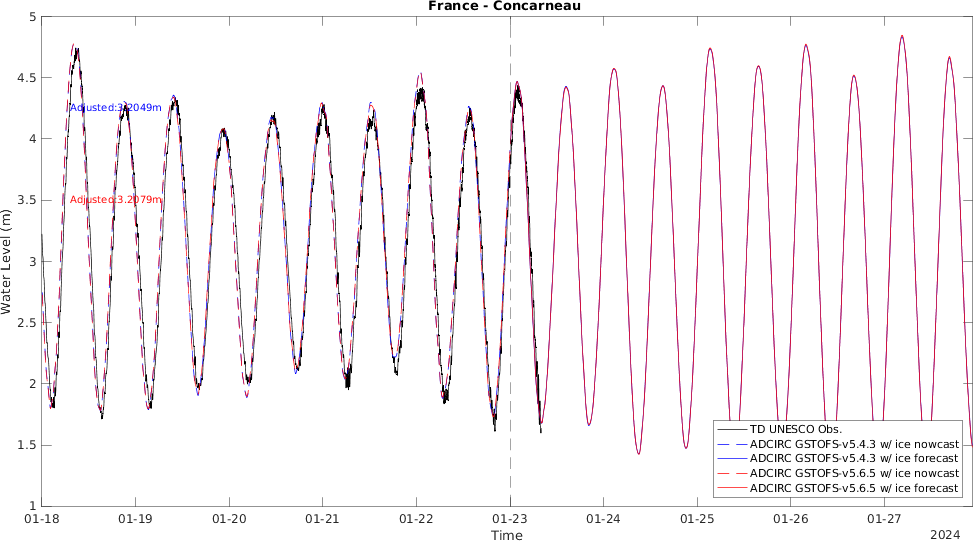 France - Concarneau
5
4.5
4
3.5
3
2.5
2
1.5
1
Water Level (m)
Adjusted:3.2049m
Adjusted:3.2079m
TD UNESCO Obs.
ADCIRC GSTOFS-v5.4.3 w/ ice nowcast
ADCIRC GSTOFS-v5.4.3 w/ ice forecast
ADCIRC GSTOFS-v5.6.5 w/ ice nowcast
ADCIRC GSTOFS-v5.6.5 w/ ice forecast
01-18 01-19 01-20 01-21 01-22 01-23 01-24 01-25 01-26 01-27
Time
2024